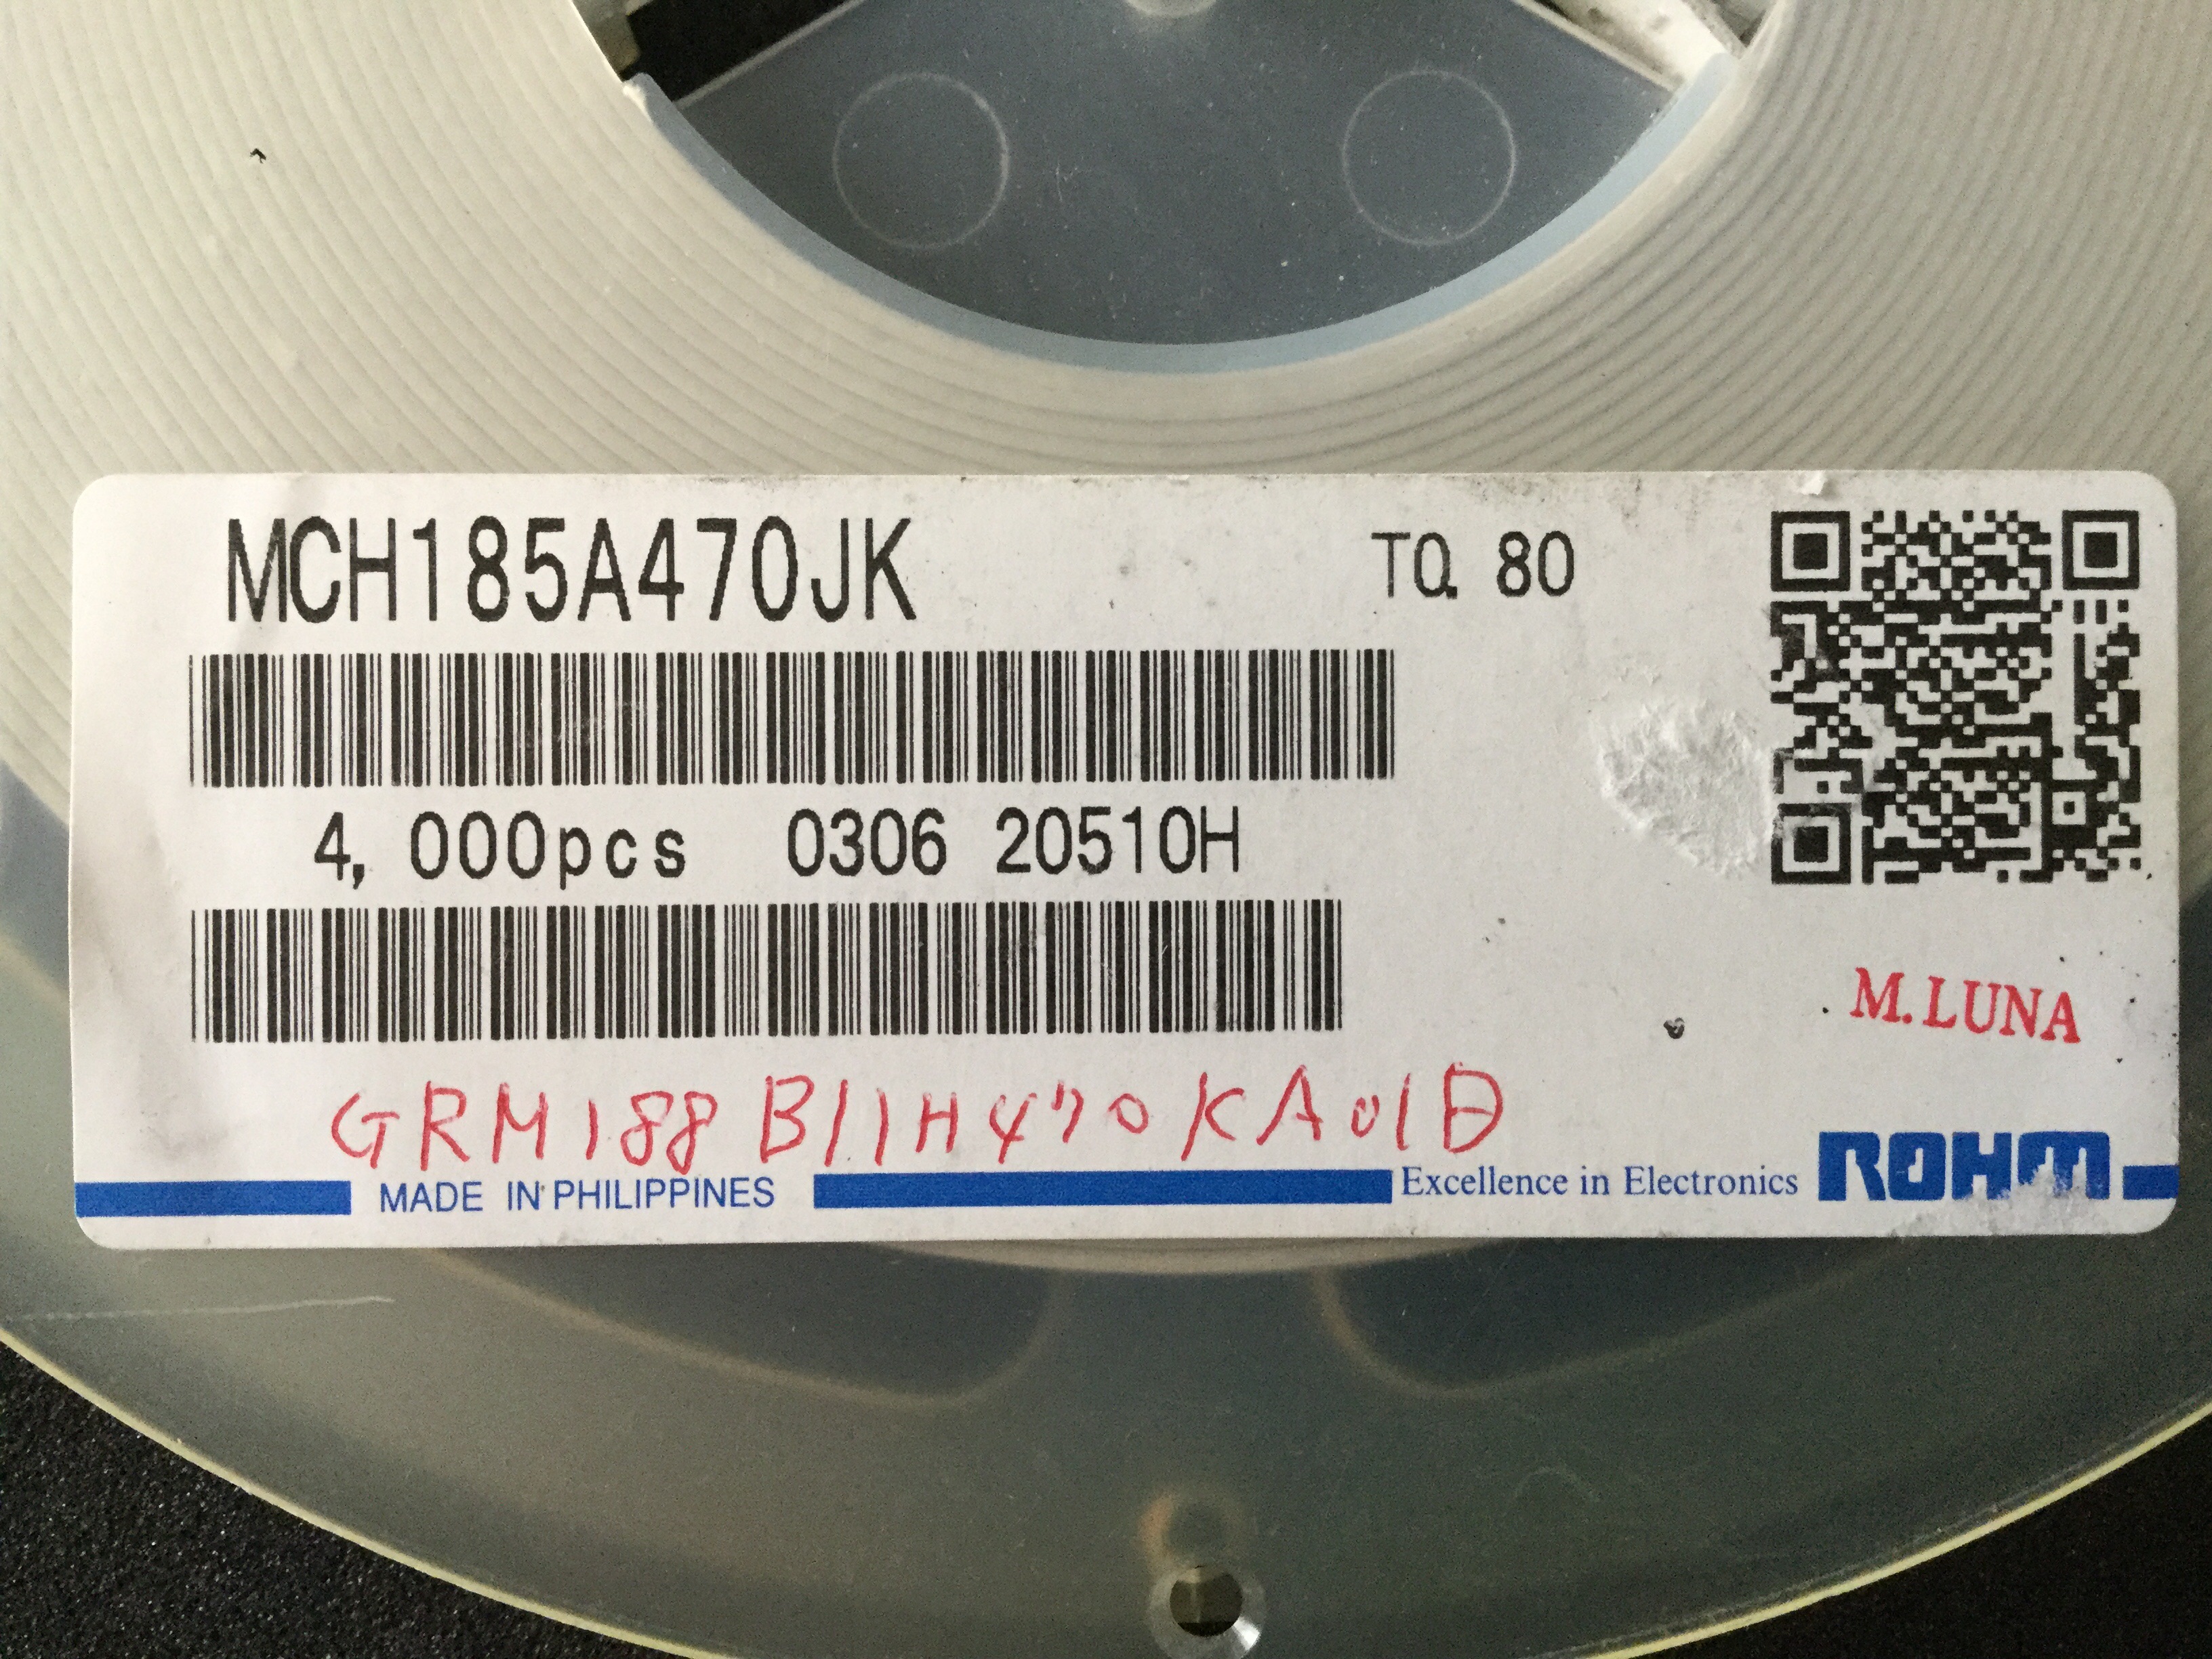 MCH185A470JK TQ 80
4,000pcs 0306 20510H
M.LUNA
GRM188B11H470KA01D
MADE IN PHILIPPINES Excellence in Electronics ROHM